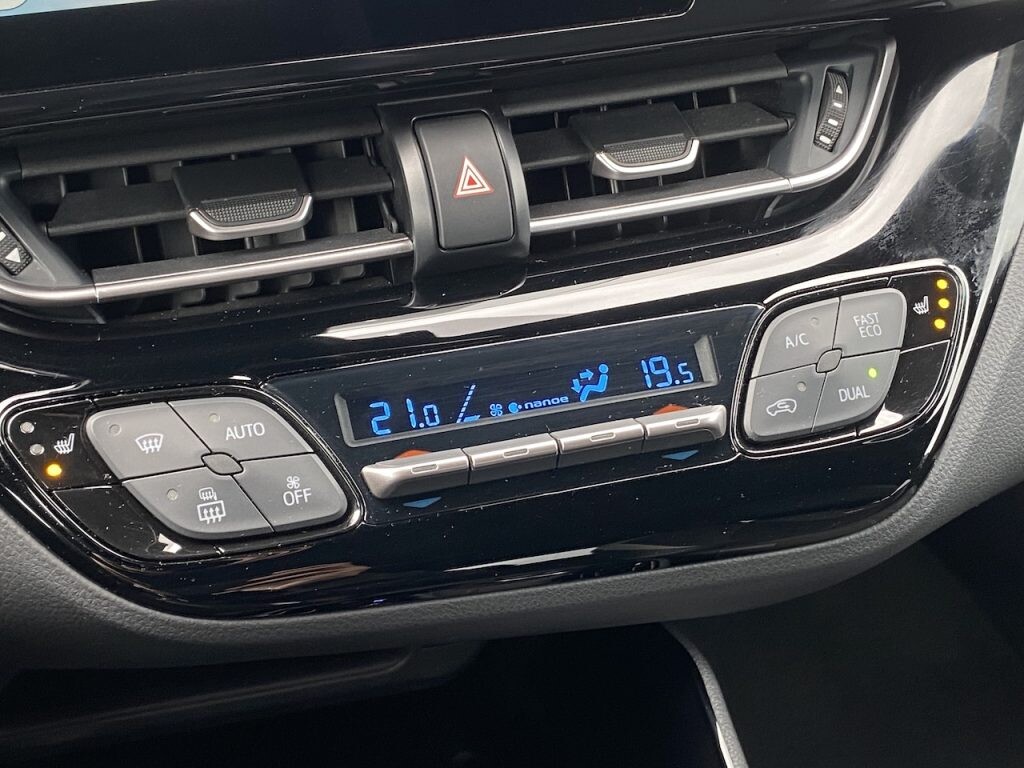 21.0
nanoe
19.5
A/C
FAST
ECO
DUAL
AUTO
OFF